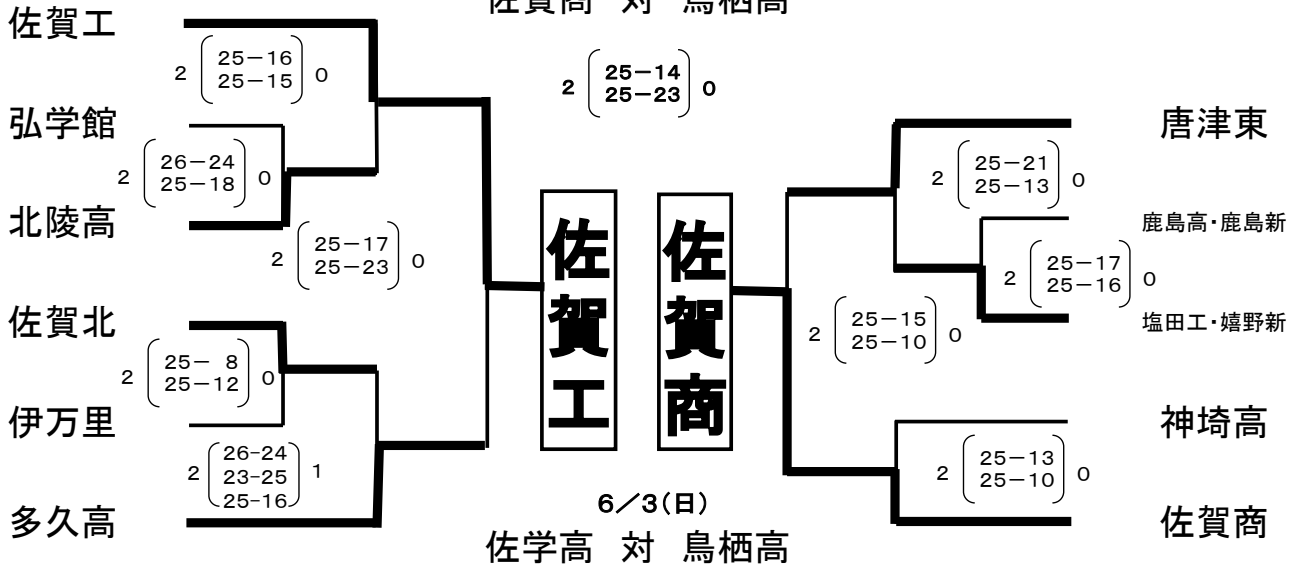 佐賀商 対 鳥栖高
2 25－14 0
25－23
佐賀工
2 25－16 0
25－15
弘学館
2 26－24 0
25－18
北陵高
2 25－17 0
25－23
佐賀北
2 25－ 8 0
25－12
伊万里
2 26-24 1
23-25
25-16
多久高
佐賀工
佐賀商
唐津東
2 25－21 0
25－13
鹿島高・鹿島新
2 25－17 0
25－16
塩田工・嬉野新
2 25－15 0
25－10
神埼高
2 25－13 0
25－10
佐賀商
6／3（日）
佐学高 対 鳥栖高